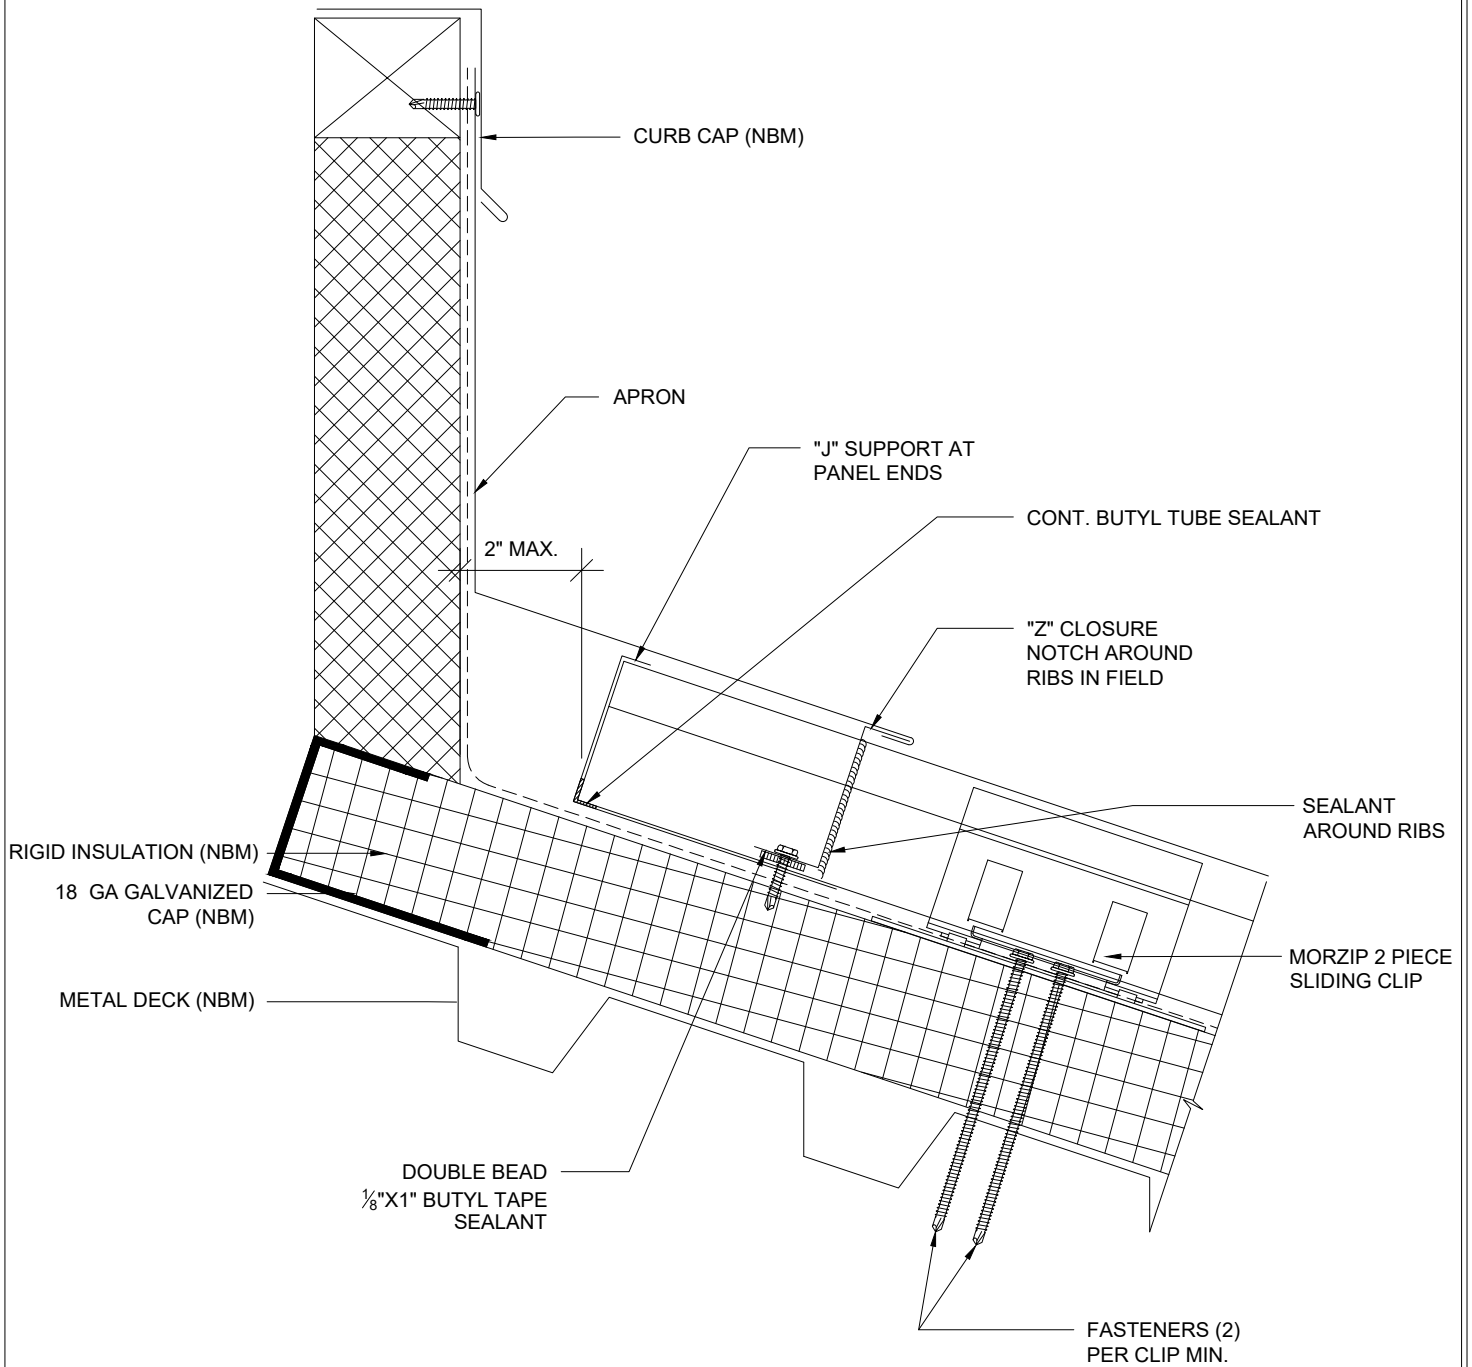 CURB CAP (NBM)
APRON
"J" SUPPORT AT
PANEL ENDS
CONT. BUTYL TUBE SEALANT
2" MAX.
"Z" CLOSURE
NOTCH AROUND
RIBS IN FIELD
SEALANT
AROUND RIBS
RIGID INSULATION (NBM)
18 GA GALVANIZED
CAP (NBM)
MORZIP 2 PIECE
SLIDING CLIP
METAL DECK (NBM)
DOUBLE BEAD
⅛"X1" BUTYL TAPE
SEALANT
FASTENERS (2)
PER CLIP MIN.